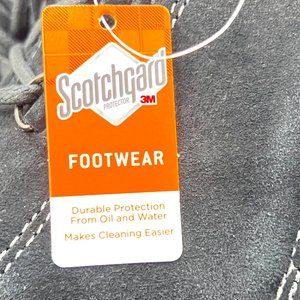 Scotchgard
PROTECTOR 3M
FOOTWEAR
Durable Protection
From Oil and Water
Makes Cleaning Easier